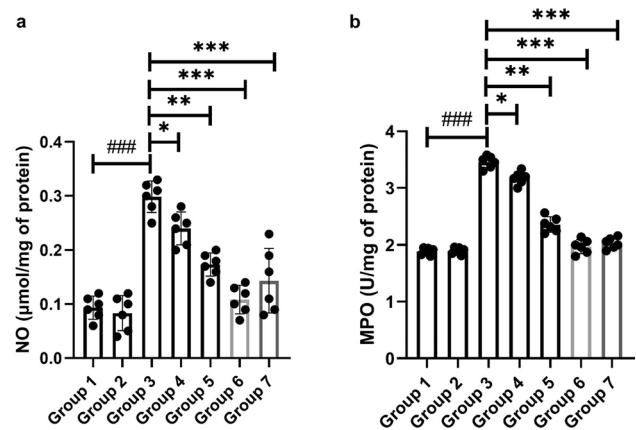 a
***
***
**
*
###
NO (μmol/mg of protein)
0.4
0.3
0.2
0.1
0.0
Group 1
Group 2
Group 3
Group 4
Group 5
Group 6
Group 7
b
***
***
**
*
###
MPO (U/mg of protein)
4
3
2
1
0
Group 1
Group 2
Group 3
Group 4
Group 5
Group 6
Group 7